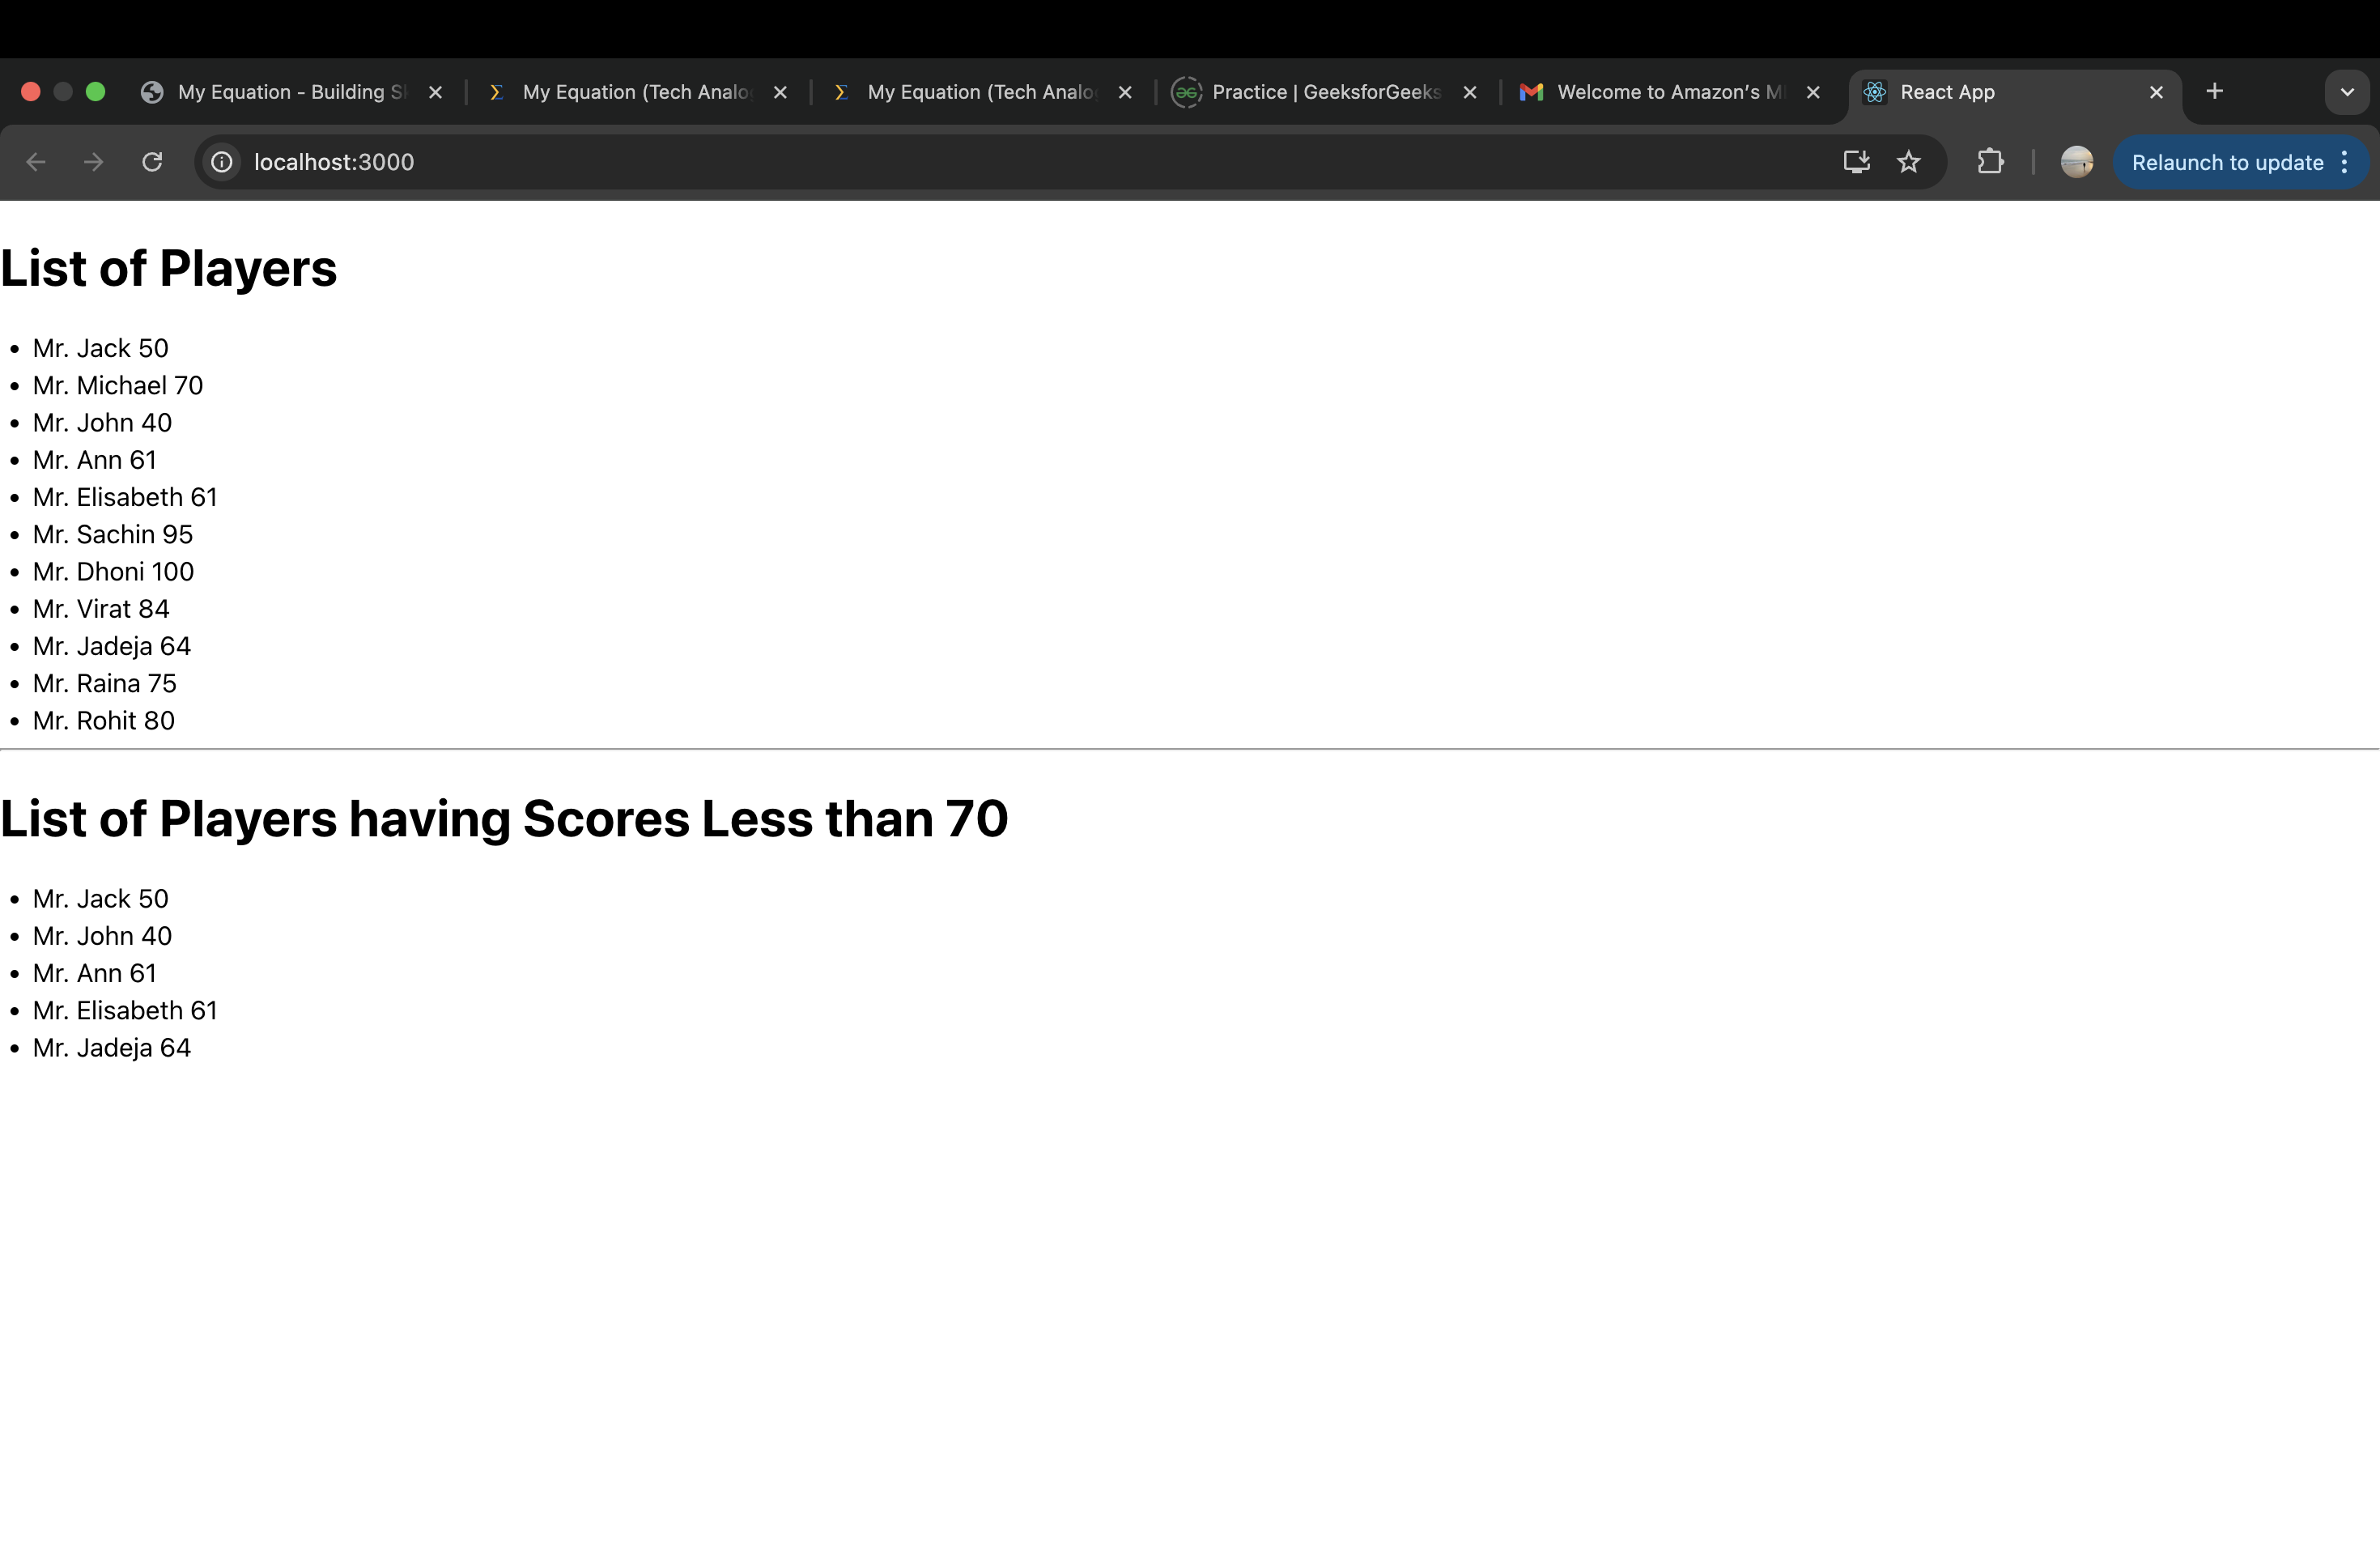 My Equation - Building S
My Equation (Tech Analo
My Equation (Tech Analo
Practice | GeeksforGeeks
Welcome to Amazon's M
React App
localhost:3000
Relaunch to update
List of Players
• Mr. Jack 50
• Mr. Michael 70
• Mr. John 40
• Mr. Ann 61
• Mr. Elisabeth 61
• Mr. Sachin 95
• Mr. Dhoni 100
• Mr. Virat 84
• Mr. Jadeja 64
• Mr. Raina 75
• Mr. Rohit 80
List of Players having Scores Less than 70
• Mr. Jack 50
• Mr. John 40
• Mr. Ann 61
• Mr. Elisabeth 61
• Mr. Jadeja 64